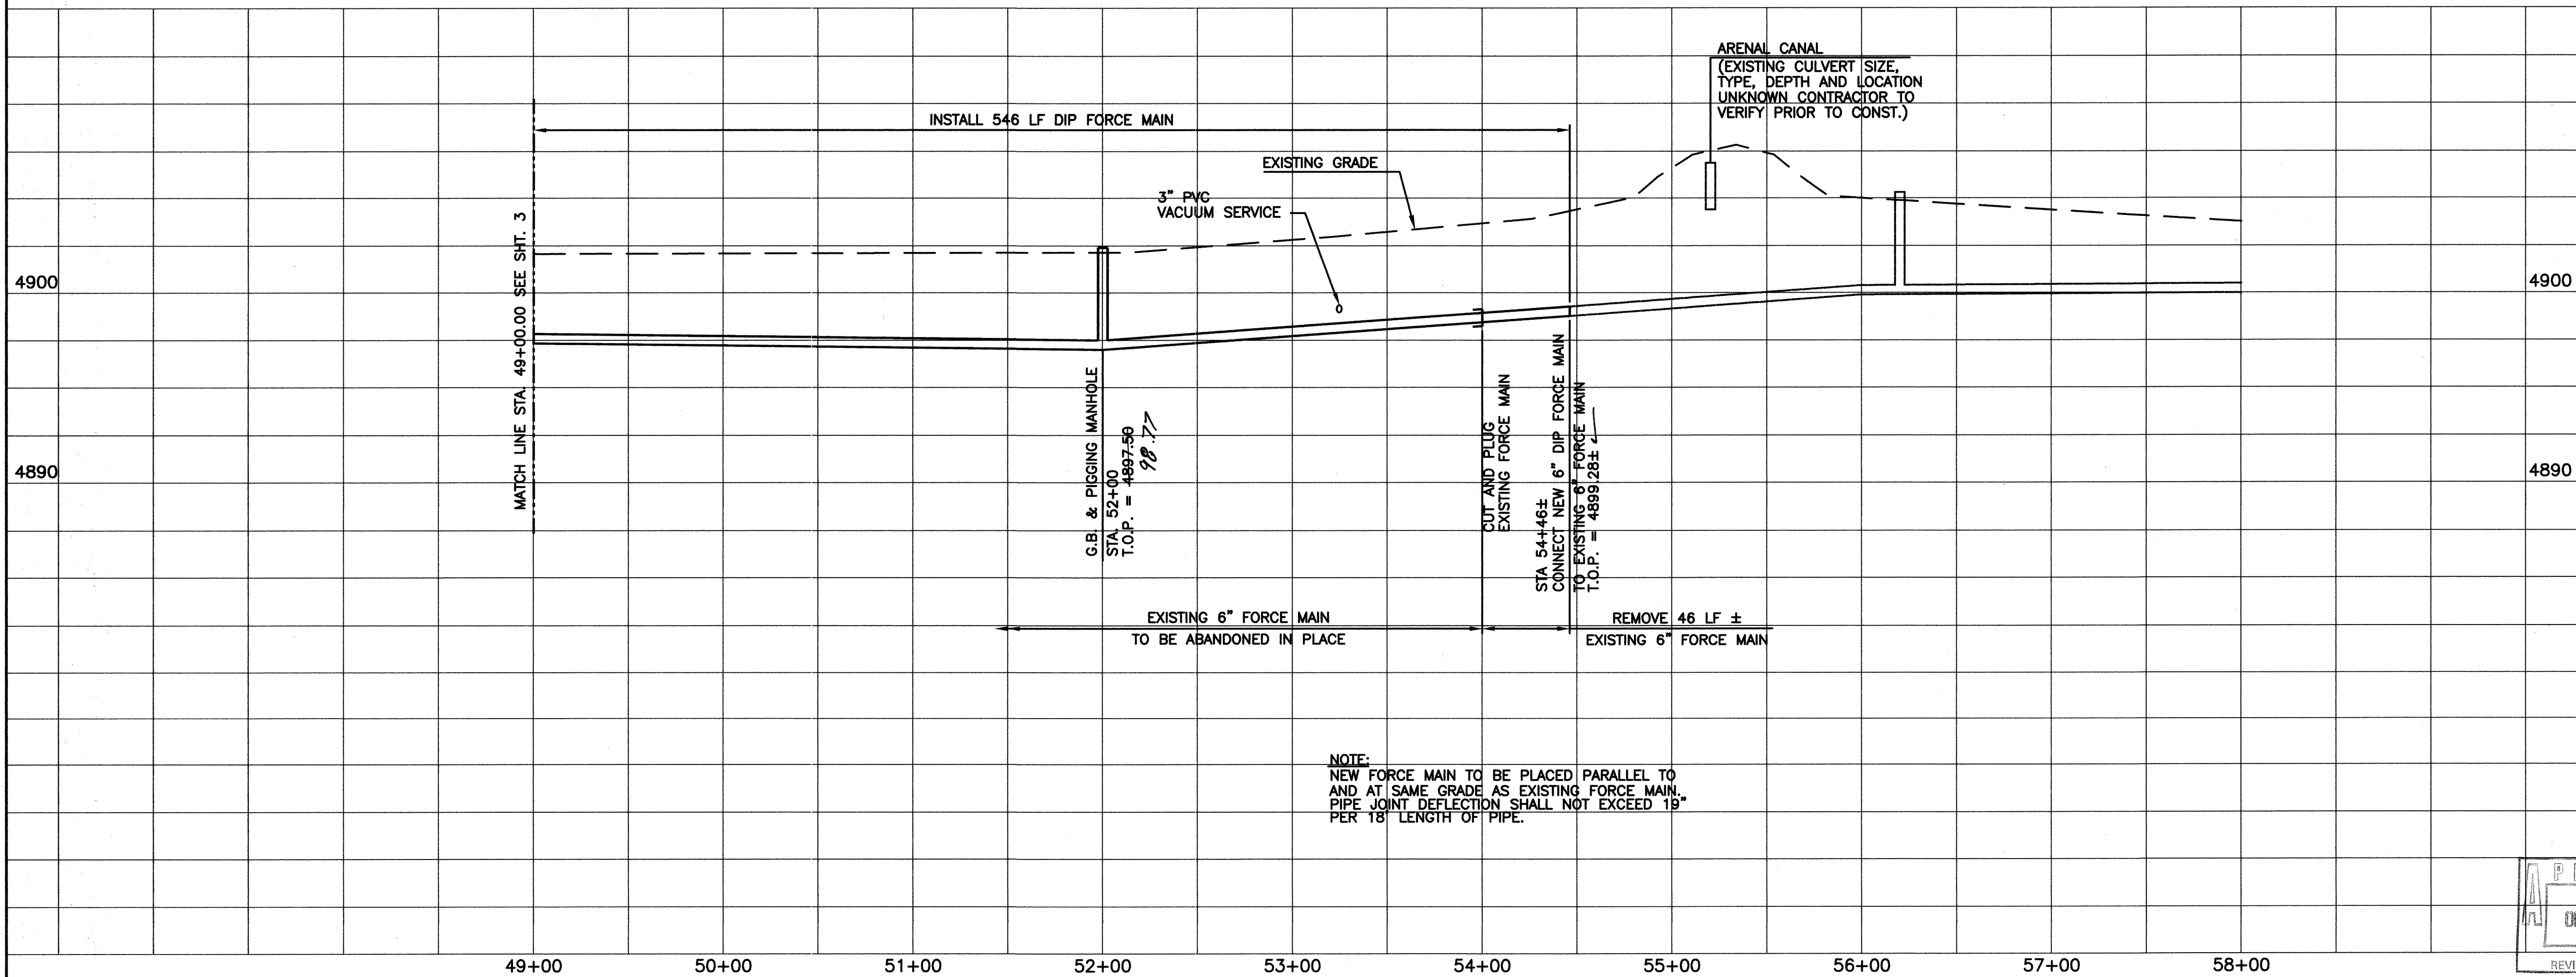 ARENAL CANAL
(EXISTING CULVERT SIZE,
TYPE, DEPTH AND LOCATION
UNKNOWN CONTRACTOR TO
VERIFY PRIOR TO CONST.)
INSTALL 546 LF DIP FORCE MAIN
EXISTING GRADE
3" PVC
VACUUM SERVICE
MATCH LINE STA. 49+00.00 SEE SHT. 3
4900
4900
G.B. & PIGGING MANHOLE
STA. 52+00
T.O.P. = 4897.50
98.77
CUT AND PLUG
EXISTING FORCE MAIN
STA 54+46±
CONNECT NEW 6" DIP FORCE MAIN
TO EXISTING 6" FORCE MAIN
T.O.P. = 4899.28±
4890
4890
EXISTING 6" FORCE MAIN
TO BE ABANDONED IN PLACE
REMOVE 46 LF ±
EXISTING 6" FORCE MAIN
NOTE:
NEW FORCE MAIN TO BE PLACED PARALLEL TO
AND AT SAME GRADE AS EXISTING FORCE MAIN.
PIPE JOINT DEFLECTION SHALL NOT EXCEED 19"
PER 18' LENGTH OF PIPE.
49+00 50+00 51+00 52+00 53+00 54+00 55+00 56+00 57+00 58+00